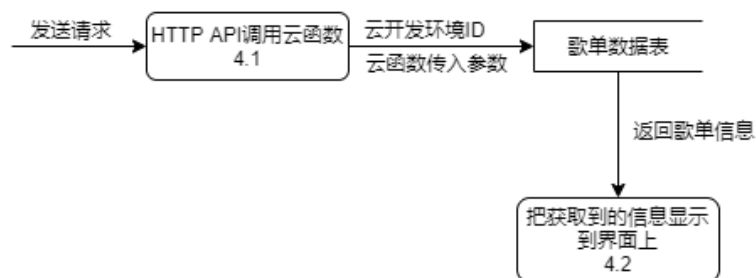 发送请求
HTTP API调用云函数
4.1
云开发环境ID
云函数传入参数
歌单数据表
返回歌单信息
把获取到的信息显示
到界面上
4.2